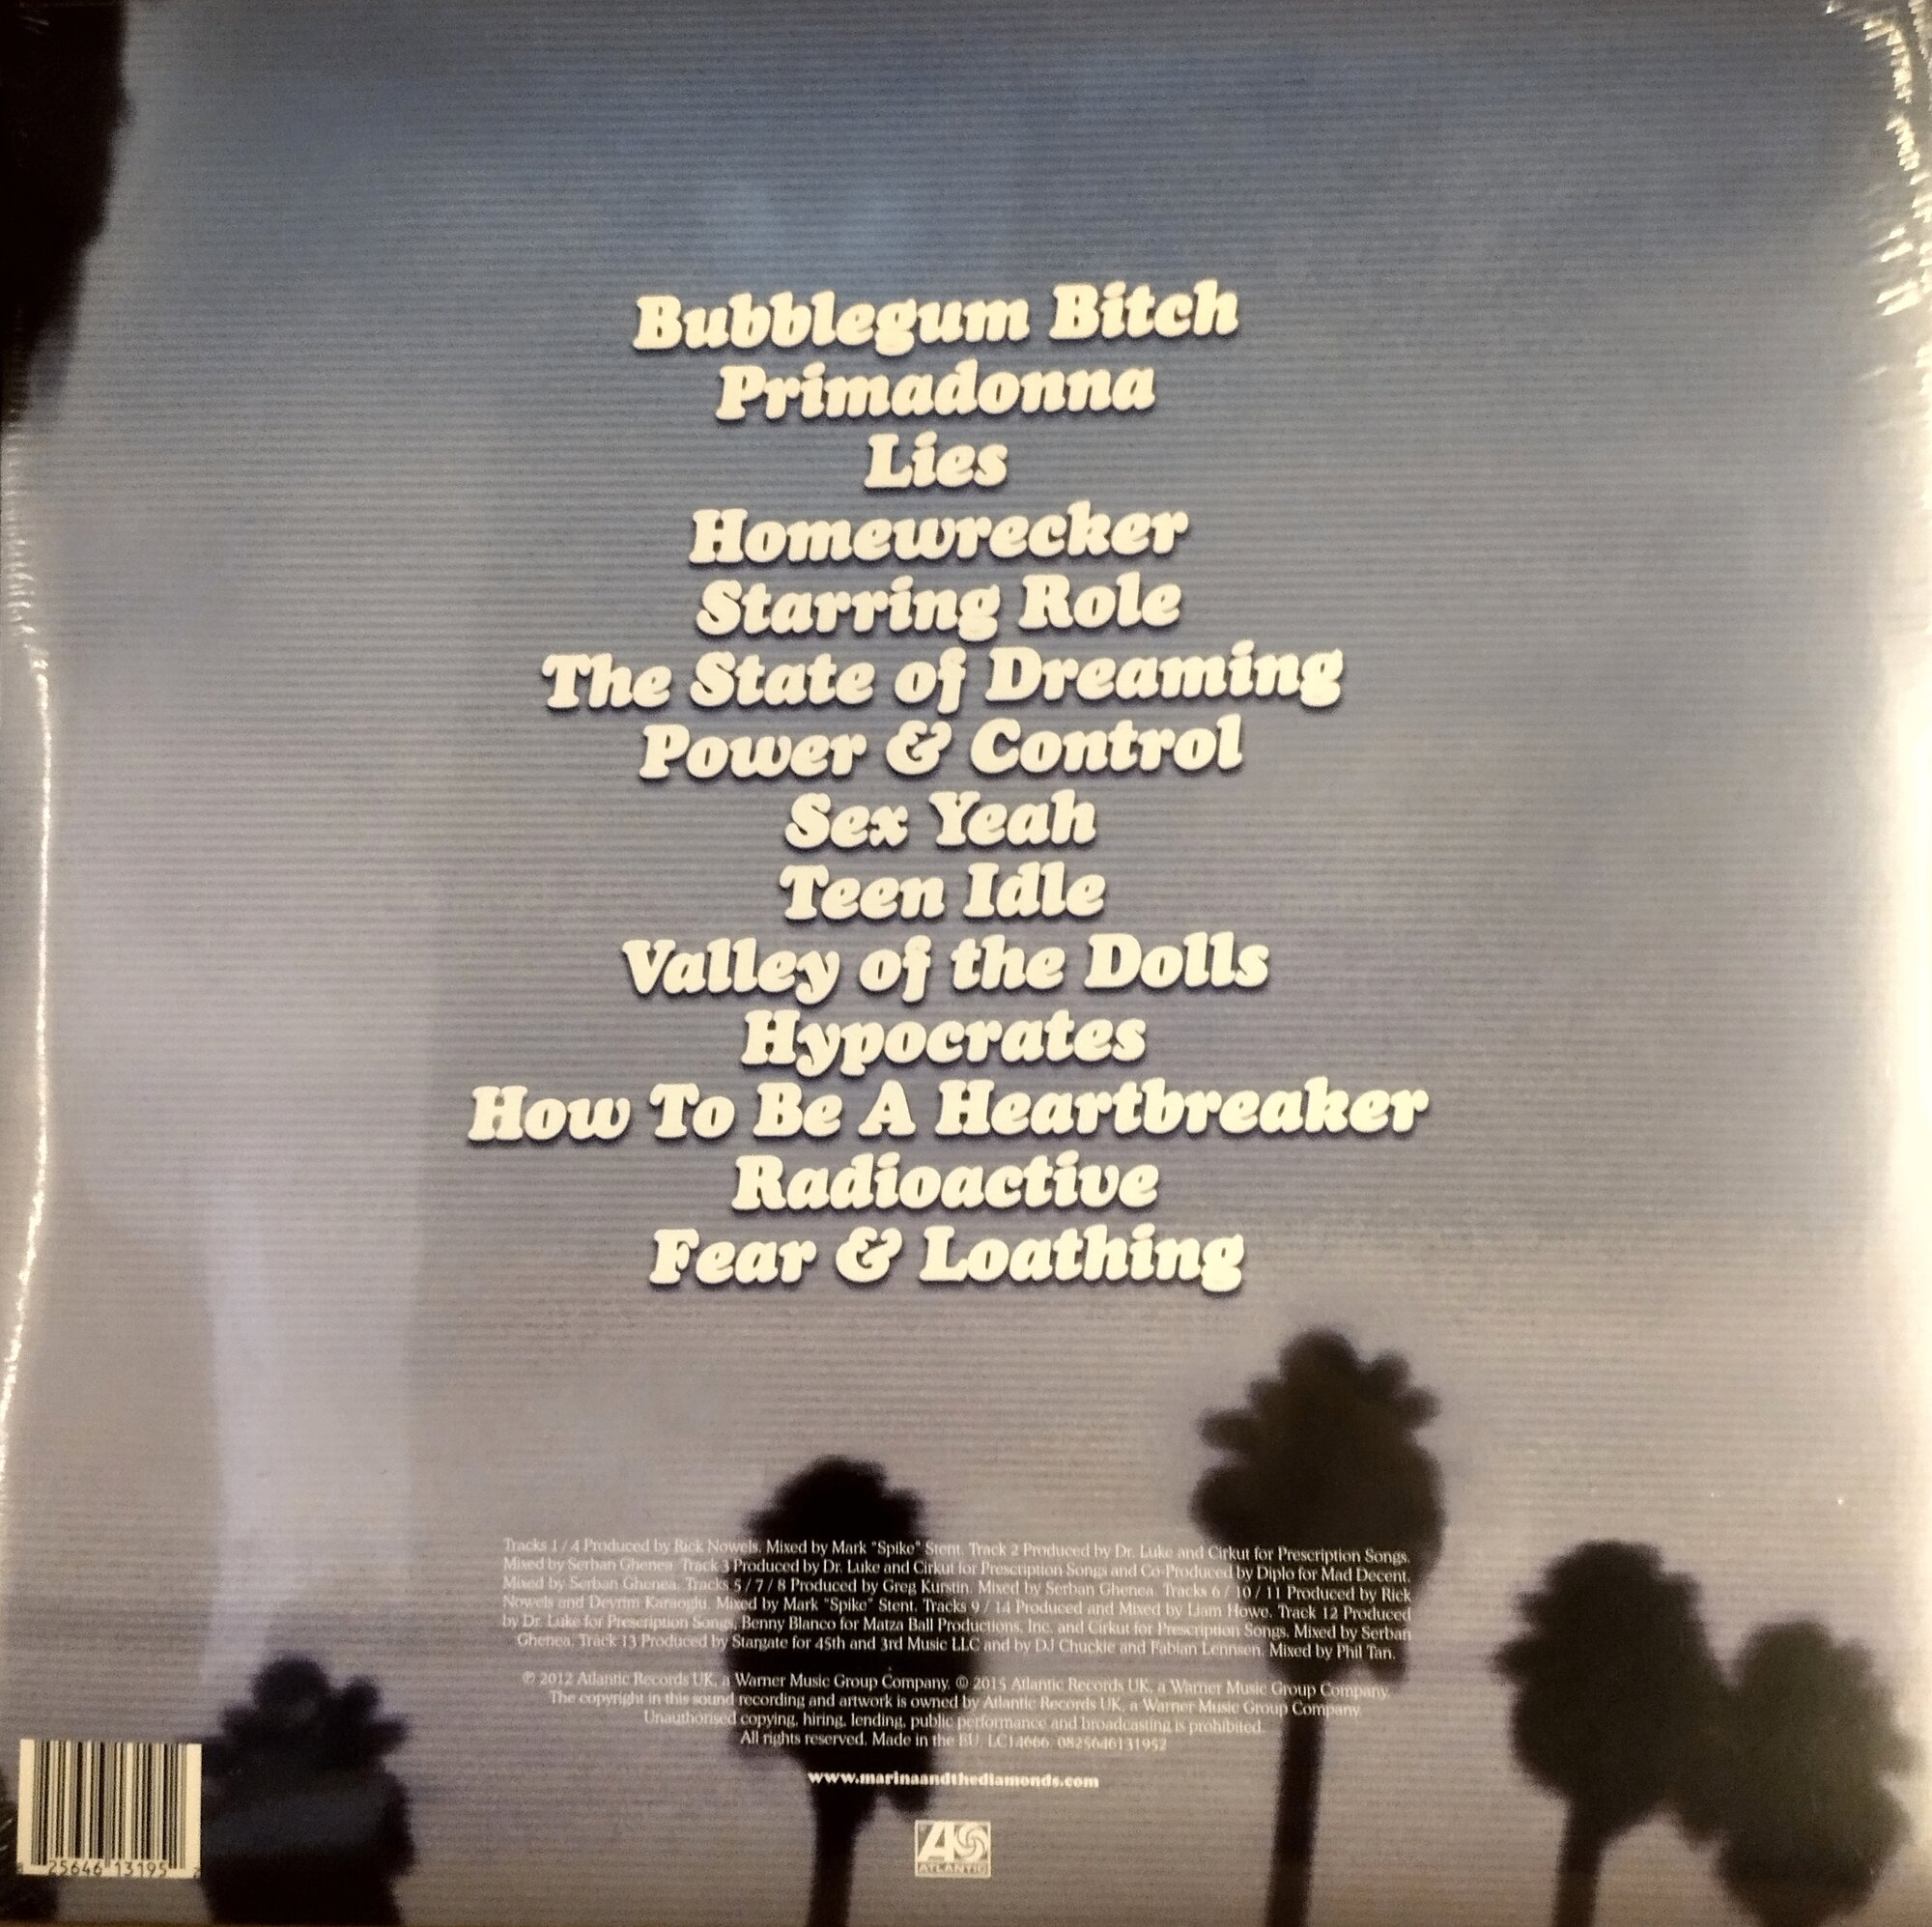 Bubblegum Bitch
Primadonna
Lies
Homewrecker
Starring Role
The State of Dreaming
Power & Control
Sex Yeah
Teen Idle
Valley of the Dolls
Hypocrates
How To Be A Heartbreaker
Radioactive
Fear & Loathing
Tracks 1 / 4 Produced by Rick Nowels. Mixed by Mark "Spike" Stent. Track 2 Produced by Dr. Luke and Cirkut for Prescription Songs.
Mixed by Serban Ghenea. Track 3 Produced by Dr. Luke and Cirkut for Prescription Songs and Co-Produced by Diplo for Mad Decent.
Mixed by Serban Ghenea. Tracks 5 / 7 / 8 Produced by Greg Kurstin. Mixed by Serban Ghenea. Tracks 6 / 10 / 11 Produced by Rick
Nowels and Devrim Karaoglu. Mixed by Mark "Spike" Stent. Tracks 9 / 14 Produced and Mixed by Liam Howe. Track 12 Produced
by Dr. Luke for Prescription Songs, Benny Blanco for Matza Ball Productions, Inc. and Cirkut for Prescription Songs. Mixed by Serban
Ghenea. Track 13 Produced by Stargate for 45th and 3rd Music LLC and by DJ Chuckie and Fabian Lennsen. Mixed by Phil Tan.
℗ 2012 Atlantic Records UK, a Warner Music Group Company. © 2015 Atlantic Records UK, a Warner Music Group Company.
The copyright in this sound recording and artwork is owned by Atlantic Records UK, a Warner Music Group Company.
Unauthorised copying, hiring, lending, public performance and broadcasting is prohibited.
All rights reserved. Made in the EU. LC14666. 0825646131952
www.marinaandthediamonds.com
ATLANTIC
8 25646 13195 2